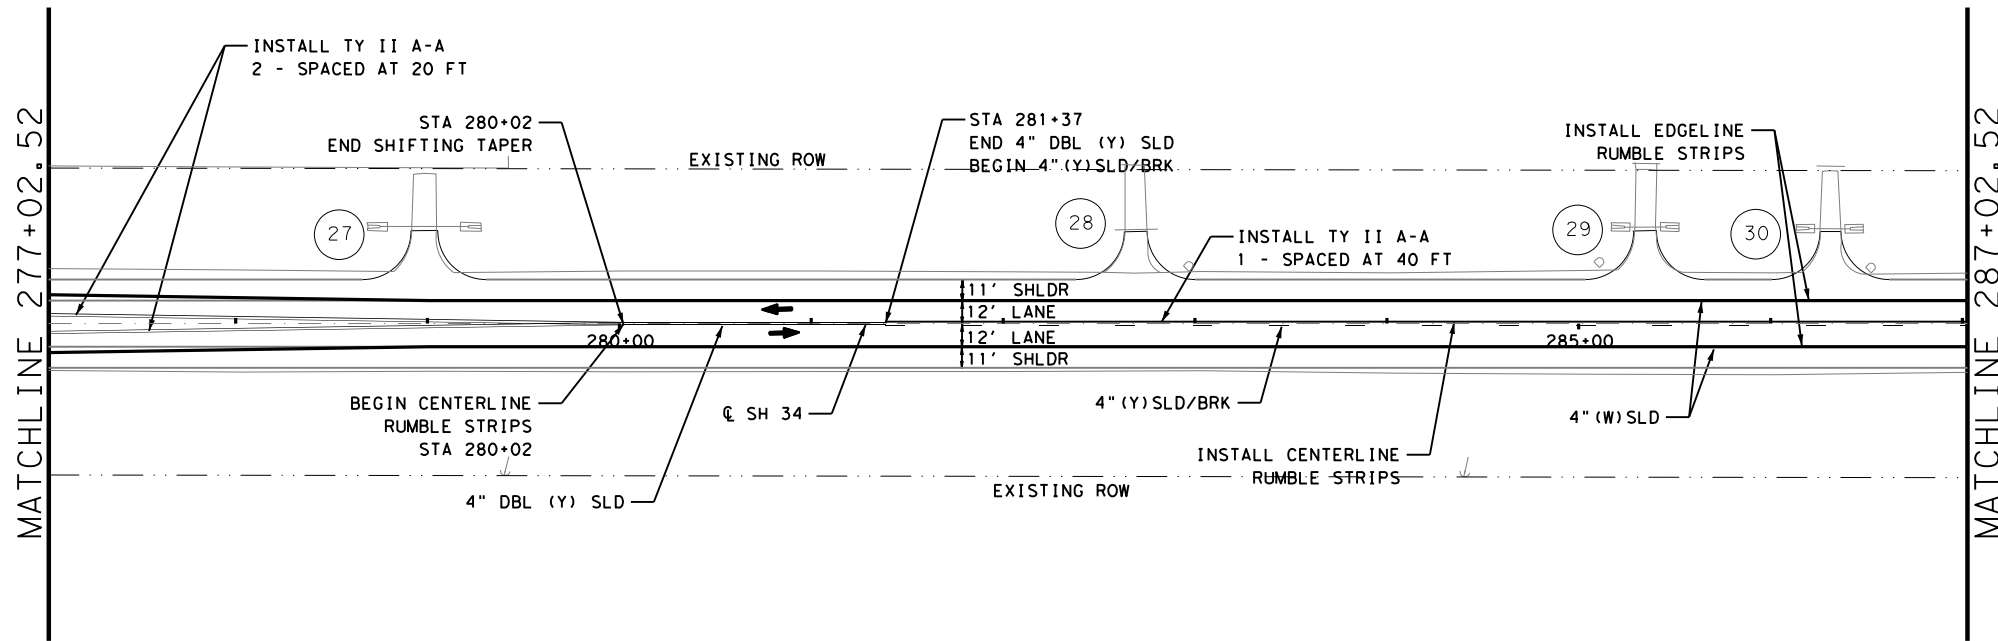 INSTALL TY II A-A
2 - SPACED AT 20 FT
STA 280+02
END SHIFTING TAPER
EXISTING ROW
STA 281+37
END 4" DBL (Y) SLD
BEGIN 4"(Y)SLD/BRK
INSTALL EDGELINE
RUMBLE STRIPS
MATCHLINE 277+02.52
MATCHLINE 287+02.52
27
28
29
30
INSTALL TY II A-A
1 - SPACED AT 40 FT
11' SHLDR
12' LANE
12' LANE
11' SHLDR
280+00
285+00
BEGIN CENTERLINE
RUMBLE STRIPS
STA 280+02
℄ SH 34
4"(Y)SLD/BRK
4"(W)SLD
INSTALL CENTERLINE
RUMBLE STRIPS
4" DBL (Y) SLD
EXISTING ROW